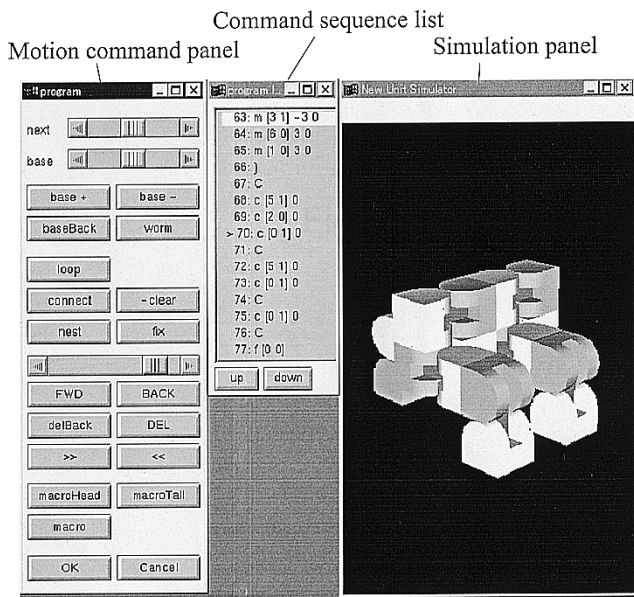 Command sequence list
Motion command panel
Simulation panel
program
next
base
base +
base -
baseBack
worm
loop
connect
-clear
nest
fix
FWD
BACK
delBack
DEL
>>
<<
macroHead
macroTail
macro
OK
Cancel
program l..
63: m [3 1] -3 0
64: m [6 0] 3 0
65: m [1 0] 3 0
66: )
67: C
68: c [5 1] 0
69: c [2 0] 0
> 70: c [0 1] 0
71: C
72: c [5 1] 0
73: c [0 1] 0
74: C
75: c [0 1] 0
76: C
77: f [0 0]
up
down
New Unit Simulator